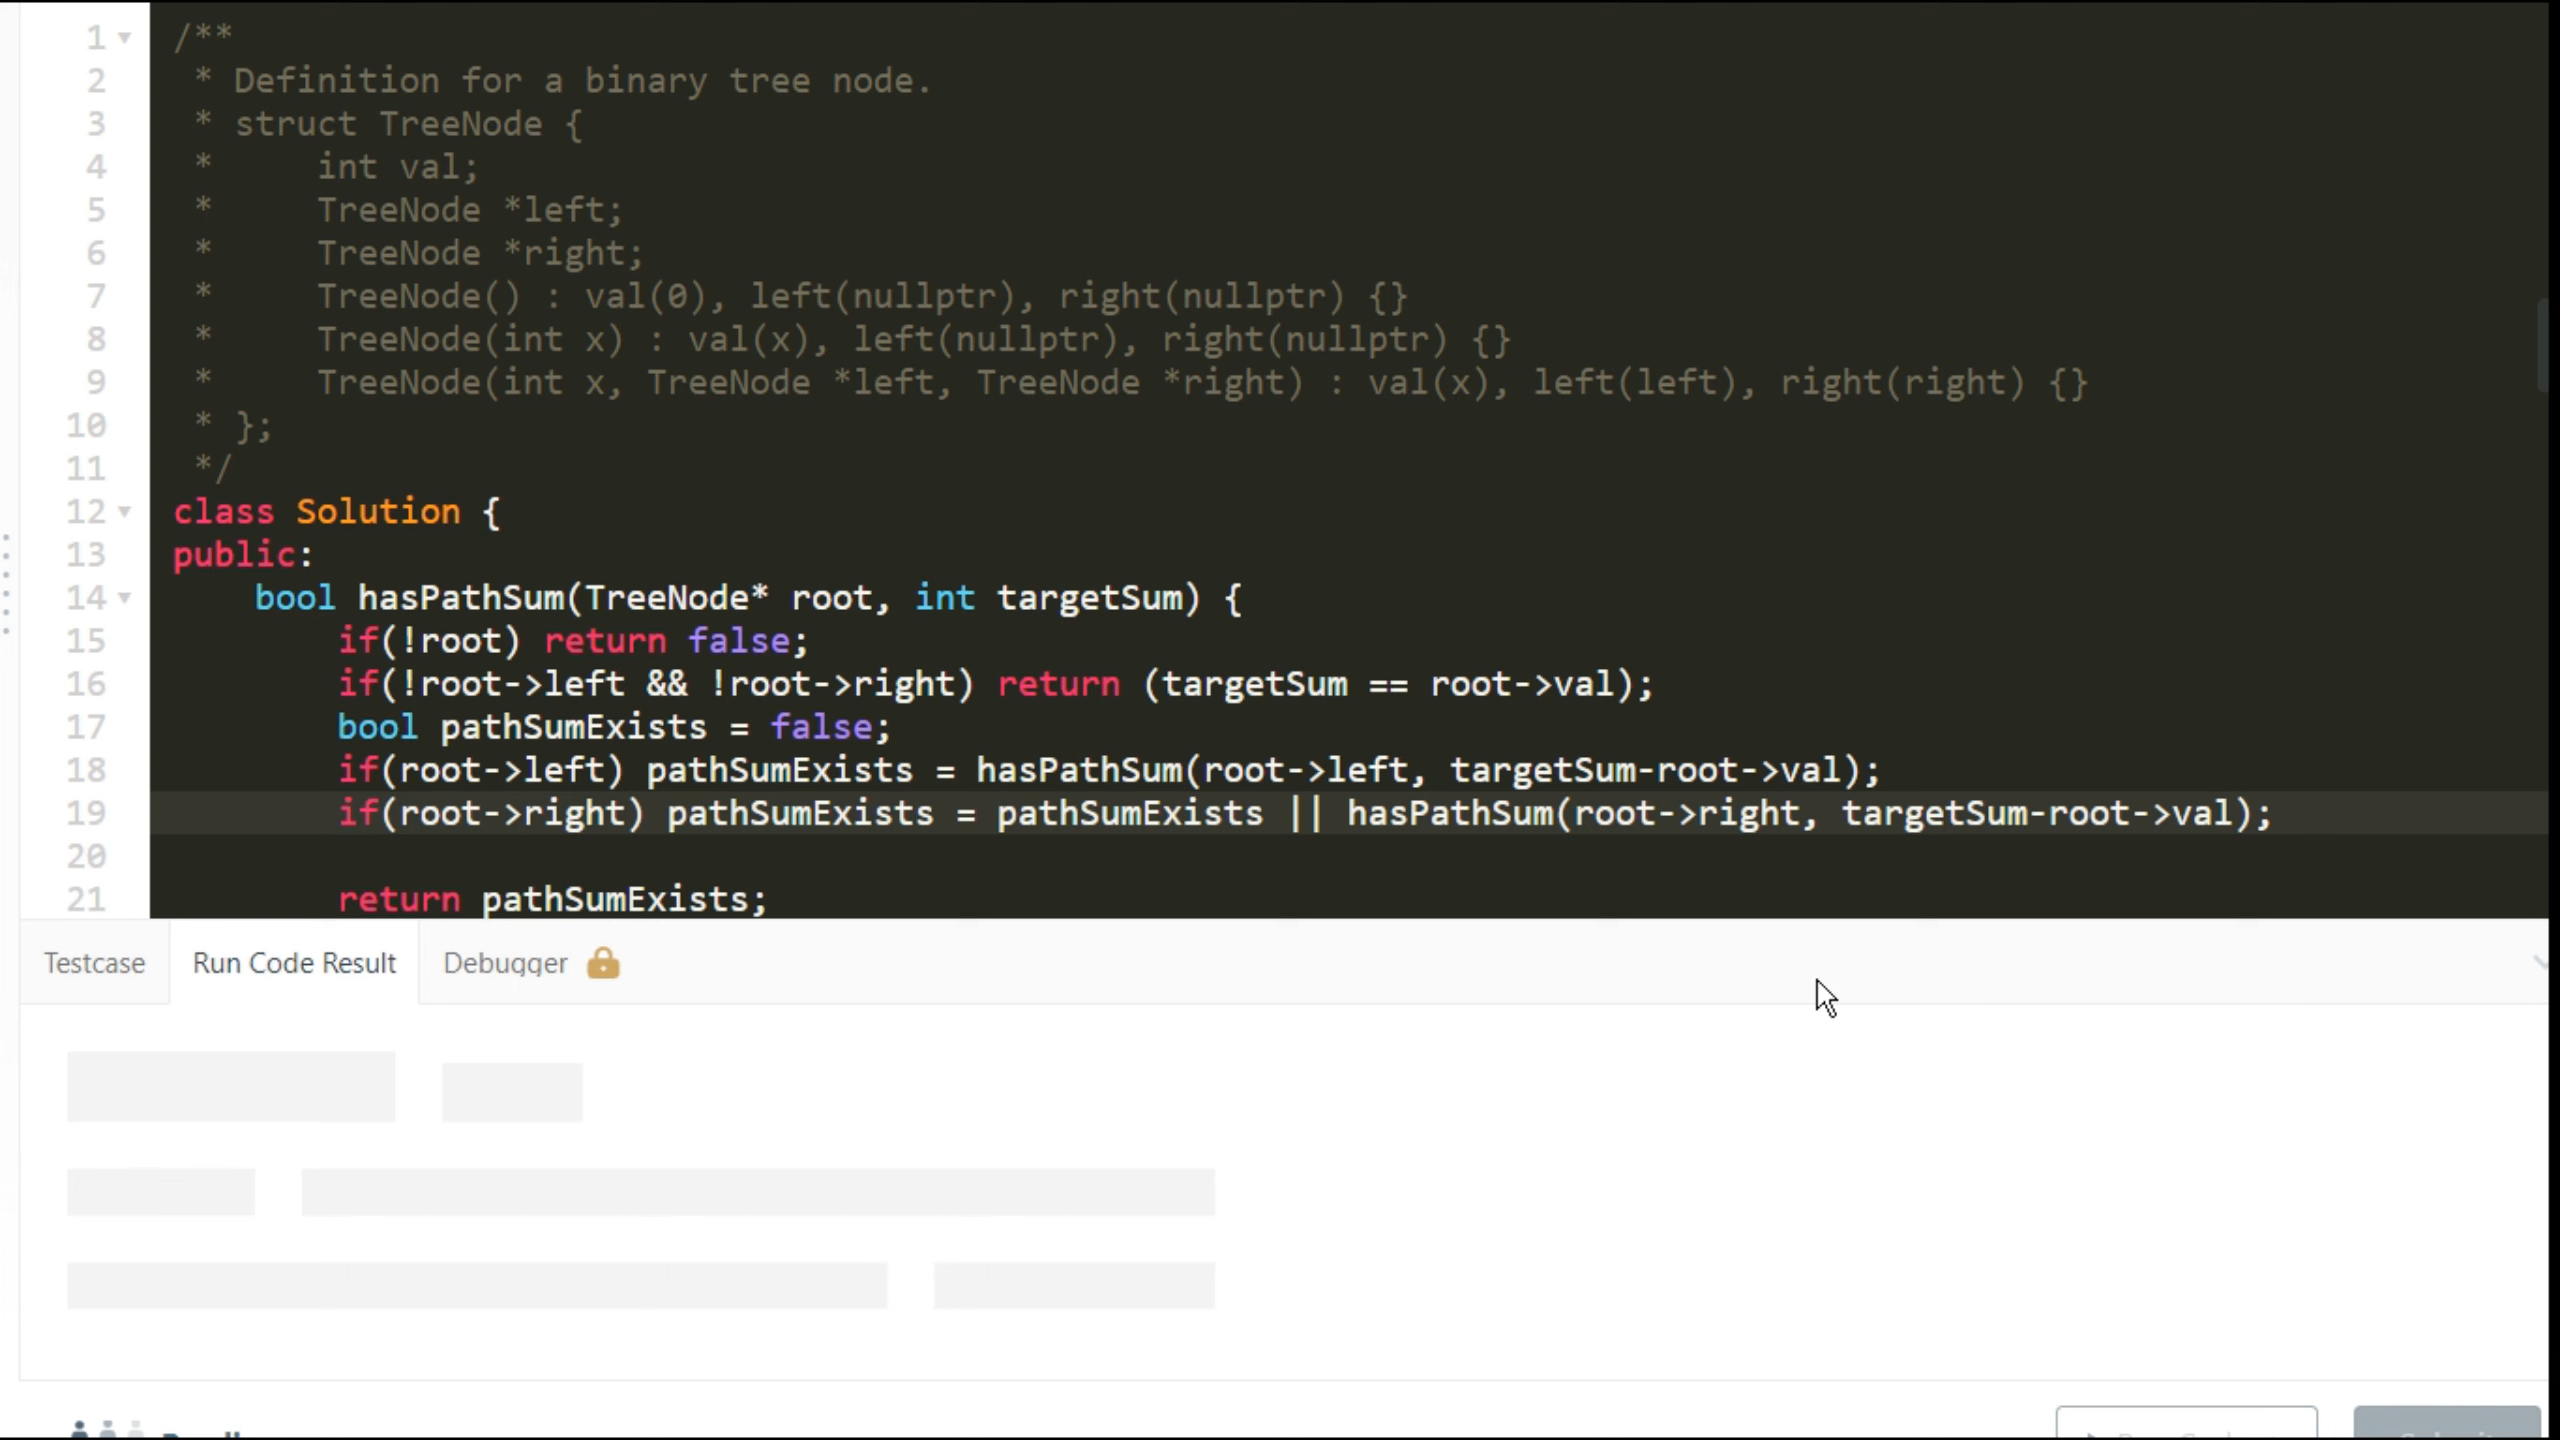 1 /**
2 * Definition for a binary tree node.
3 * struct TreeNode {
4 *     int val;
5 *     TreeNode *left;
6 *     TreeNode *right;
7 *     TreeNode() : val(0), left(nullptr), right(nullptr) {}
8 *     TreeNode(int x) : val(x), left(nullptr), right(nullptr) {}
9 *     TreeNode(int x, TreeNode *left, TreeNode *right) : val(x), left(left), right(right) {}
10 * };
11 */
12 class Solution {
13 public:
14     bool hasPathSum(TreeNode* root, int targetSum) {
15         if(!root) return false;
16         if(!root->left && !root->right) return (targetSum == root->val);
17         bool pathSumExists = false;
18         if(root->left) pathSumExists = hasPathSum(root->left, targetSum-root->val);
19         if(root->right) pathSumExists = pathSumExists || hasPathSum(root->right, targetSum-root->val);
20
21         return pathSumExists;
Testcase Run Code Result Debugger